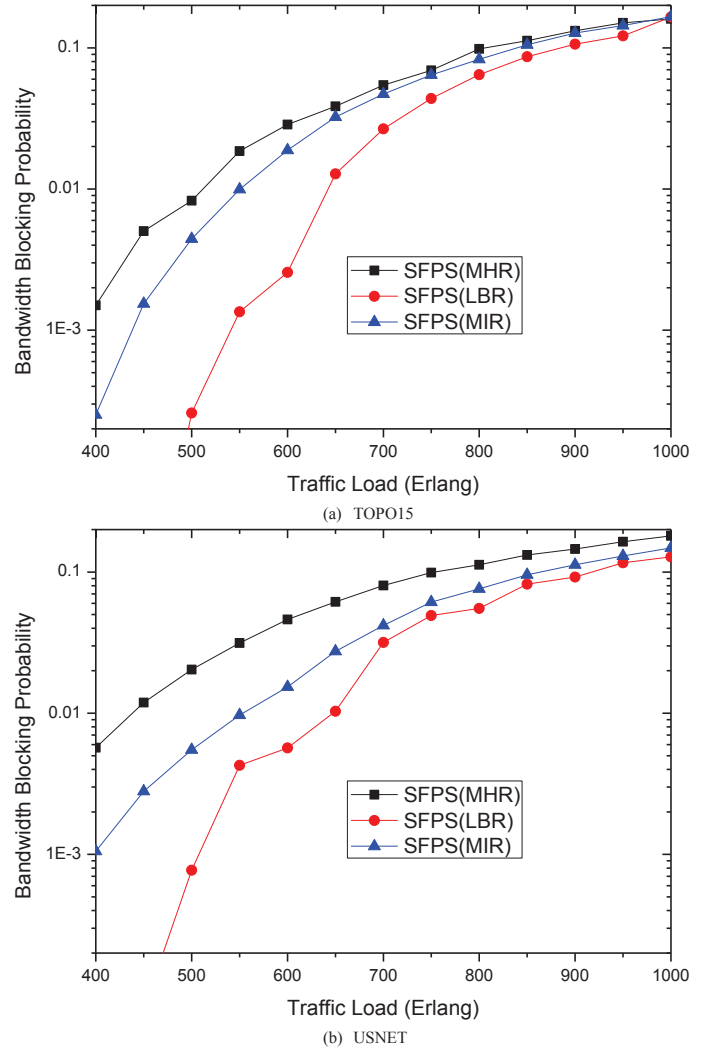 0.1
0.01
1E-3
Bandwidth Blocking Probability
SFPS(MHR)
SFPS(LBR)
SFPS(MIR)
400 500 600 700 800 900 1000
Traffic Load (Erlang)
(a) TOPO15
0.1
0.01
1E-3
Bandwidth Blocking Probability
SFPS(MHR)
SFPS(LBR)
SFPS(MIR)
400 500 600 700 800 900 1000
Traffic Load (Erlang)
(b) USNET